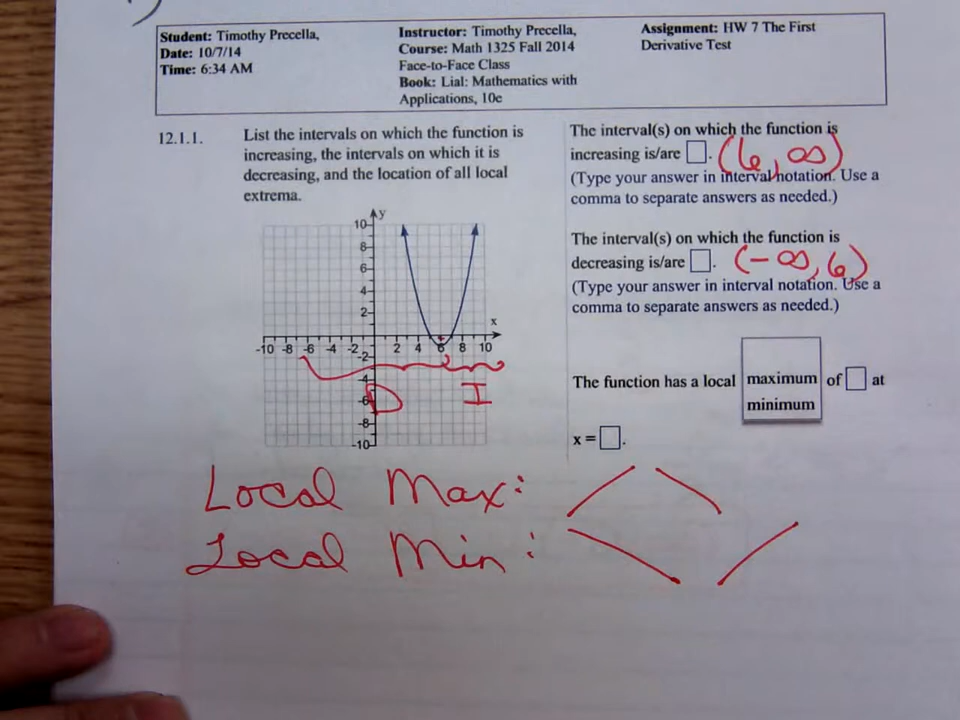 Student: Timothy Precella,
Date: 10/7/14
Time: 6:34 AM
Instructor: Timothy Precella,
Course: Math 1325 Fall 2014
Face-to-Face Class
Book: Lial: Mathematics with
Applications, 10e
Assignment: HW 7 The First
Derivative Test
12.1.1.
List the intervals on which the function is
increasing, the intervals on which it is
decreasing, and the location of all local
extrema.
10 y
8
6
4
2
x
-10 -8 -6 -4 -2 2 4 6 8 10
-2
-4
-6
-8
-10
D I
The interval(s) on which the function is
increasing is/are □. (6, ∞)
(Type your answer in interval notation. Use a
comma to separate answers as needed.)
The interval(s) on which the function is
decreasing is/are □. (-∞, 6)
(Type your answer in interval notation. Use a
comma to separate answers as needed.)
The function has a local maximum of □ at
minimum
x = □.
Local Max:
Local Min: